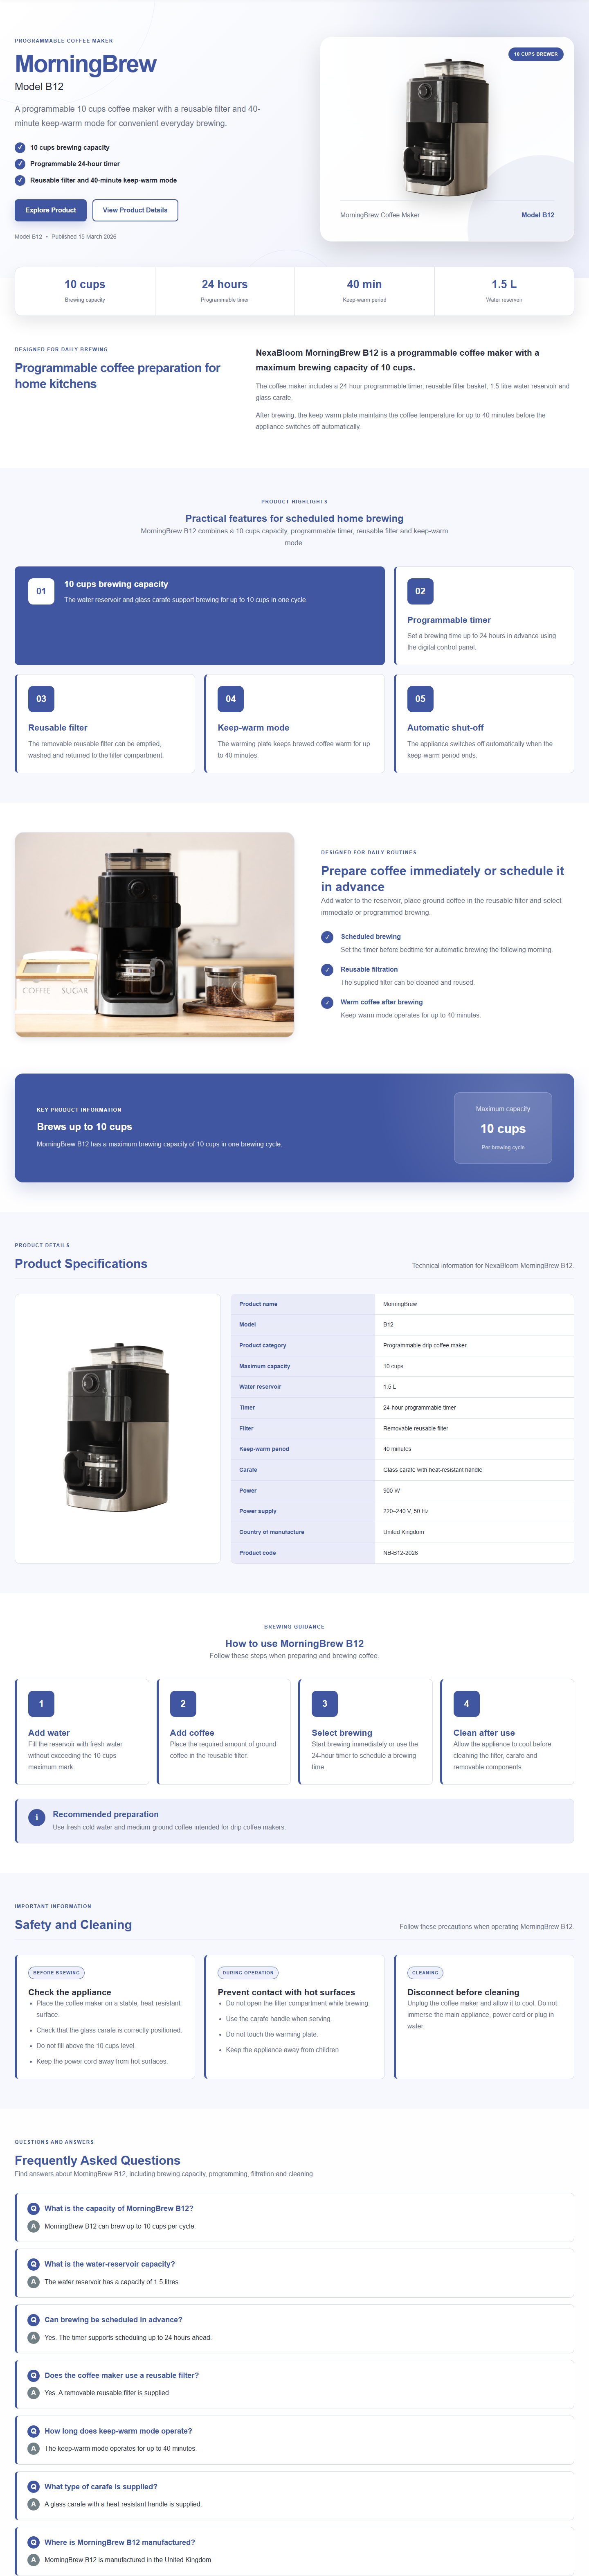 PROGRAMMABLE COFFEE MAKER
MorningBrew
Model B12
A programmable 10 cups coffee maker with a reusable filter and 40-
minute keep-warm mode for convenient everyday brewing.
✓ 10 cups brewing capacity
✓ Programmable 24-hour timer
✓ Reusable filter and 40-minute keep-warm mode
Explore Product
View Product Details
Model B12 • Published 15 March 2026
10 CUPS BREWER
MorningBrew Coffee Maker
Model B12
10 cups
Brewing capacity
24 hours
Programmable timer
40 min
Keep-warm period
1.5 L
Water reservoir
DESIGNED FOR DAILY BREWING
Programmable coffee preparation for
home kitchens
NexaBloom MorningBrew B12 is a programmable coffee maker with a
maximum brewing capacity of 10 cups.
The coffee maker includes a 24-hour programmable timer, reusable filter basket, 1.5-litre water reservoir and
glass carafe.
After brewing, the keep-warm plate maintains the coffee temperature for up to 40 minutes before the
appliance switches off automatically.
PRODUCT HIGHLIGHTS
Practical features for scheduled home brewing
MorningBrew B12 combines a 10 cups capacity, programmable timer, reusable filter and keep-warm
mode.
01
10 cups brewing capacity
The water reservoir and glass carafe support brewing for up to 10 cups in one cycle.
02
Programmable timer
Set a brewing time up to 24 hours in advance using
the digital control panel.
03
Reusable filter
The removable reusable filter can be emptied,
washed and returned to the filter compartment.
04
Keep-warm mode
The warming plate keeps brewed coffee warm for up
to 40 minutes.
05
Automatic shut-off
The appliance switches off automatically when the
keep-warm period ends.
COFFEE
SUGAR
DESIGNED FOR DAILY ROUTINES
Prepare coffee immediately or schedule it
in advance
Add water to the reservoir, place ground coffee in the reusable filter and select
immediate or programmed brewing.
✓ Scheduled brewing
Set the timer before bedtime for automatic brewing the following morning.
✓ Reusable filtration
The supplied filter can be cleaned and reused.
✓ Warm coffee after brewing
Keep-warm mode operates for up to 40 minutes.
KEY PRODUCT INFORMATION
Brews up to 10 cups
MorningBrew B12 has a maximum brewing capacity of 10 cups in one brewing cycle.
Maximum capacity
10 cups
Per brewing cycle
PRODUCT DETAILS
Product Specifications
Technical information for NexaBloom MorningBrew B12.
Product name MorningBrew
Model B12
Product category Programmable drip coffee maker
Maximum capacity 10 cups
Water reservoir 1.5 L
Timer 24-hour programmable timer
Filter Removable reusable filter
Keep-warm period 40 minutes
Carafe Glass carafe with heat-resistant handle
Power 900 W
Power supply 220–240 V, 50 Hz
Country of manufacture United Kingdom
Product code NB-B12-2026
BREWING GUIDANCE
How to use MorningBrew B12
Follow these steps when preparing and brewing coffee.
1
Add water
Fill the reservoir with fresh water
without exceeding the 10 cups
maximum mark.
2
Add coffee
Place the required amount of ground
coffee in the reusable filter.
3
Select brewing
Start brewing immediately or use the
24-hour timer to schedule a brewing
time.
4
Clean after use
Allow the appliance to cool before
cleaning the filter, carafe and
removable components.
i
Recommended preparation
Use fresh cold water and medium-ground coffee intended for drip coffee makers.
IMPORTANT INFORMATION
Safety and Cleaning
Follow these precautions when operating MorningBrew B12.
BEFORE BREWING
Check the appliance
• Place the coffee maker on a stable, heat-resistant
surface.
• Check that the glass carafe is correctly positioned.
• Do not fill above the 10 cups level.
• Keep the power cord away from hot surfaces.
DURING OPERATION
Prevent contact with hot surfaces
• Do not open the filter compartment while brewing.
• Use the carafe handle when serving.
• Do not touch the warming plate.
• Keep the appliance away from children.
CLEANING
Disconnect before cleaning
Unplug the coffee maker and allow it to cool. Do not
immerse the main appliance, power cord or plug in
water.
QUESTIONS AND ANSWERS
Frequently Asked Questions
Find answers about MorningBrew B12, including brewing capacity, programming, filtration and cleaning.
Q What is the capacity of MorningBrew B12?
A MorningBrew B12 can brew up to 10 cups per cycle.
Q What is the water-reservoir capacity?
A The water reservoir has a capacity of 1.5 litres.
Q Can brewing be scheduled in advance?
A Yes. The timer supports scheduling up to 24 hours ahead.
Q Does the coffee maker use a reusable filter?
A Yes. A removable reusable filter is supplied.
Q How long does keep-warm mode operate?
A The keep-warm mode operates for up to 40 minutes.
Q What type of carafe is supplied?
A A glass carafe with a heat-resistant handle is supplied.
Q Where is MorningBrew B12 manufactured?
A MorningBrew B12 is manufactured in the United Kingdom.